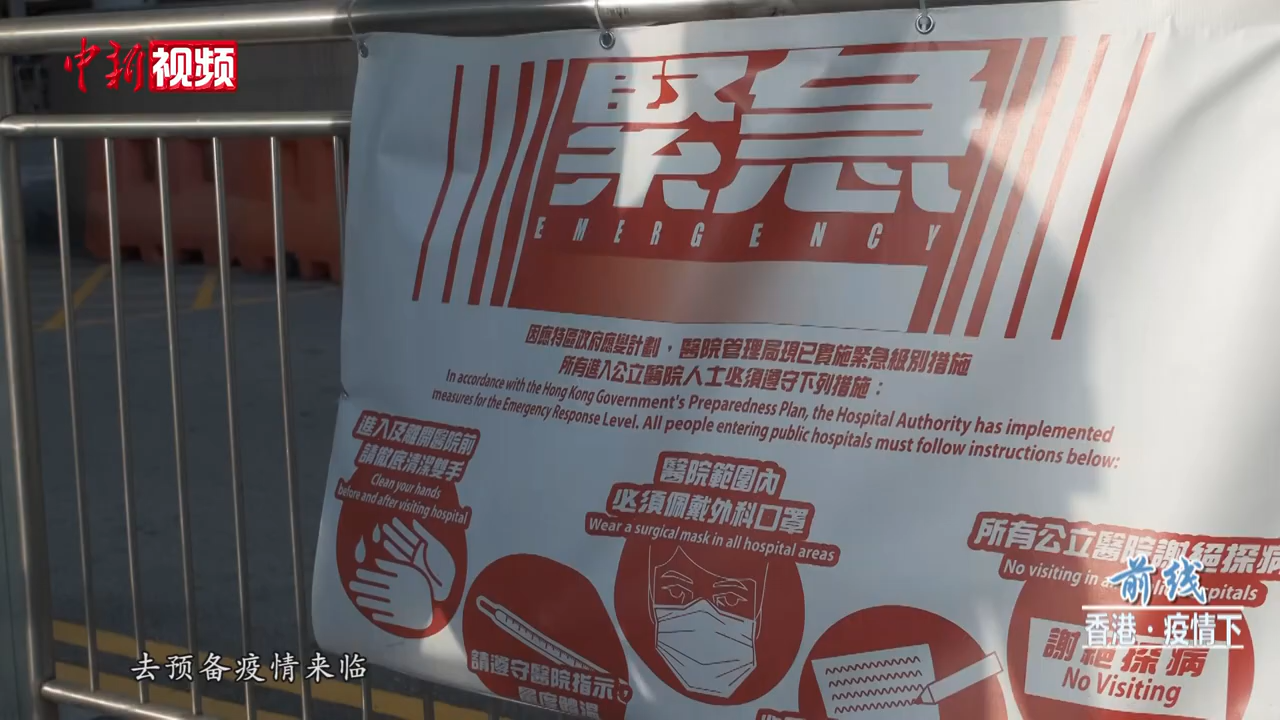 中新视频
緊急
EMERGENCY
因應特區政府應變計劃，醫院管理局現已實施緊急級別措施
所有進入公立醫院人士必須遵守下列措施：
In accordance with the Hong Kong Government's Preparedness Plan, the Hospital Authority has implemented
measures for the Emergency Response Level. All people entering public hospitals must follow instructions below:
進入及離開醫院前
請徹底清潔雙手
Clean your hands
before and after visiting hospital
醫院範圍內
必須佩戴外科口罩
Wear a surgical mask in all hospital areas
所有公立醫院謝絕探病
No visiting in all public hospitals
謝絕探病
No Visiting
請遵守醫院指示
量度體溫
前线
香港·疫情下
去预备疫情来临